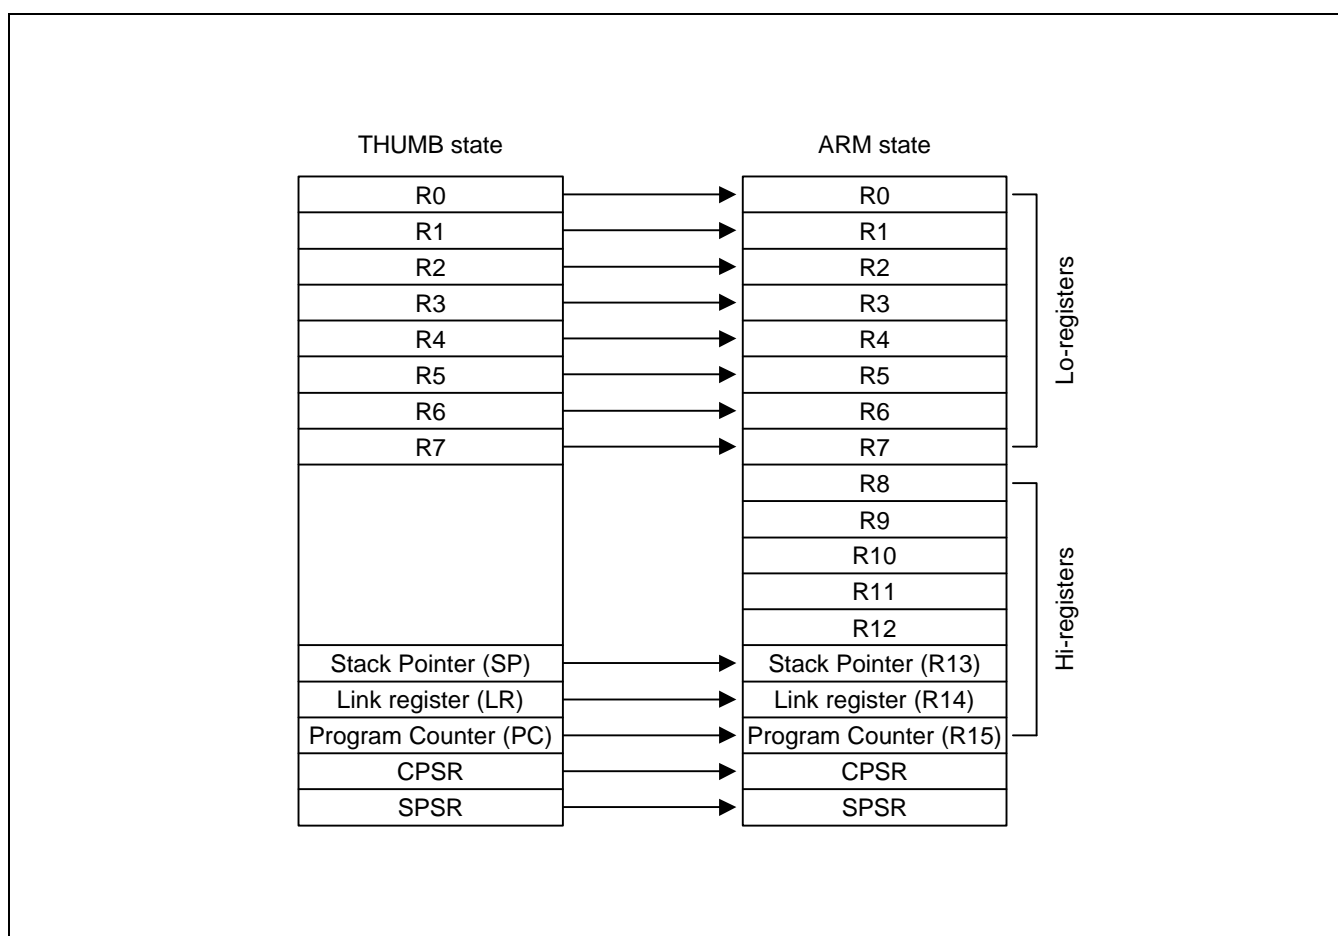 THUMB state
R0
R1
R2
R3
R4
R5
R6
R7
Stack Pointer (SP)
Link register (LR)
Program Counter (PC)
CPSR
SPSR
ARM state
R0
R1
R2
R3
R4
R5
R6
R7
R8
R9
R10
R11
R12
Stack Pointer (R13)
Link register (R14)
Program Counter (R15)
CPSR
SPSR
Lo-registers
Hi-registers